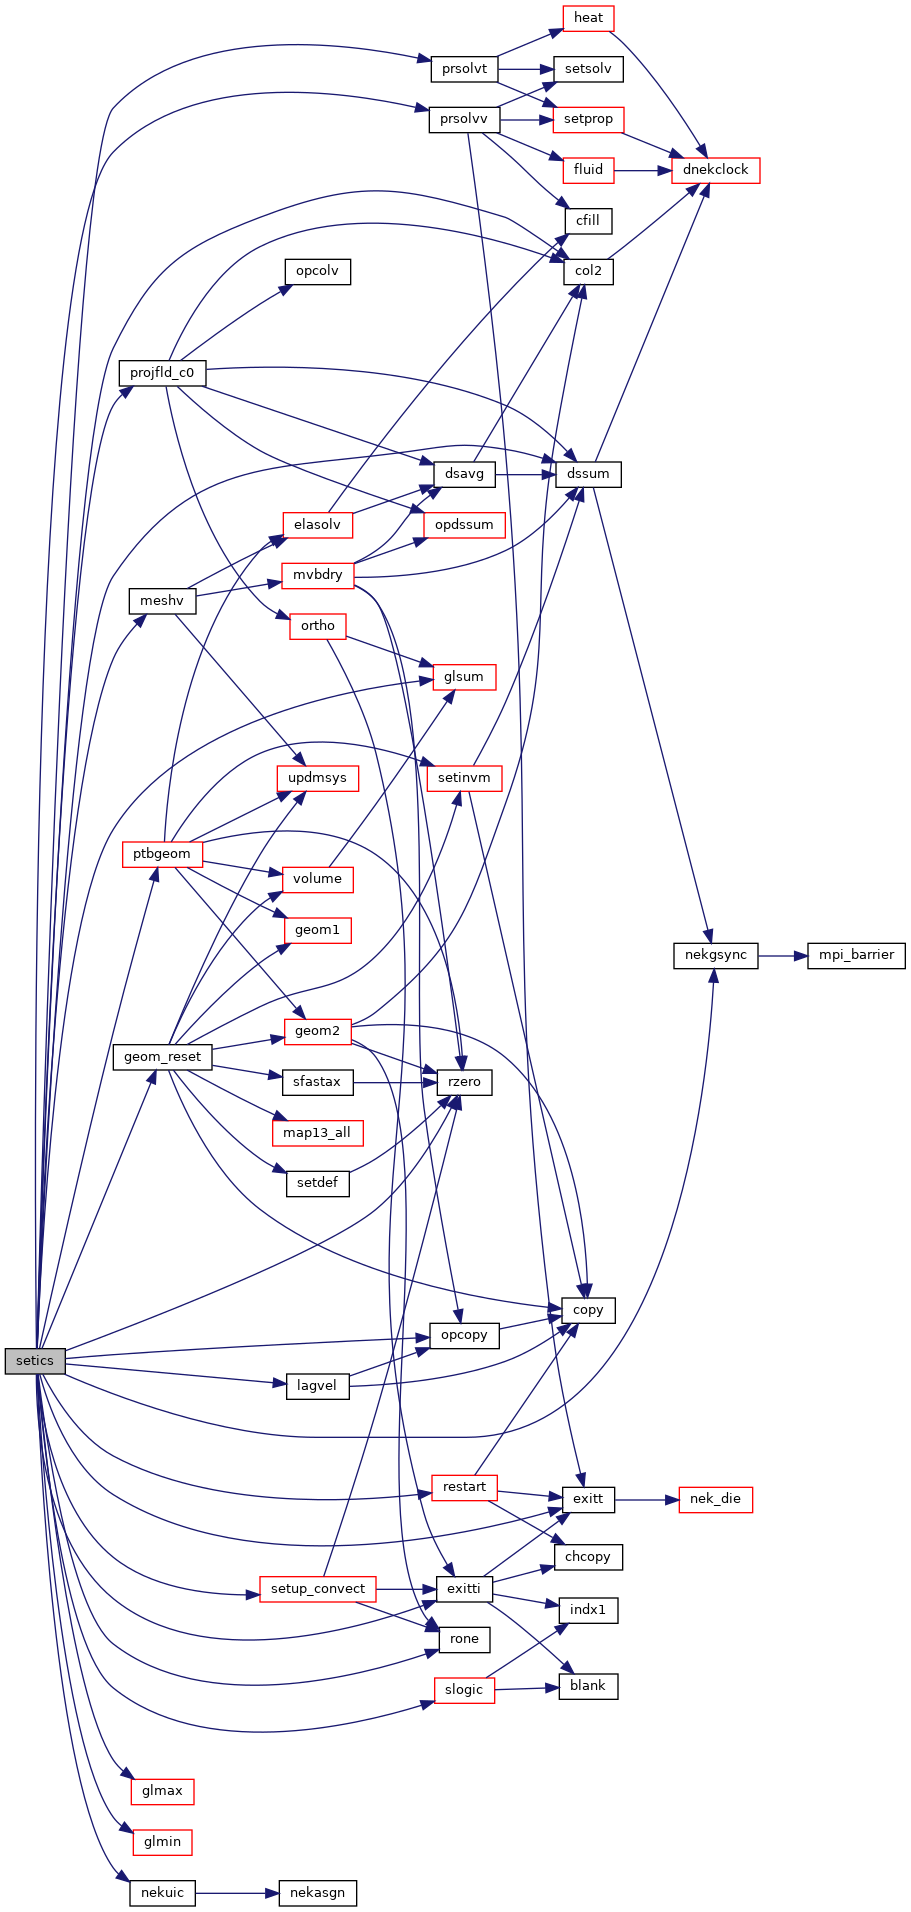 heat
prsolvt
setsolv
prsolvv
setprop
fluid
dnekclock
cfill
opcolv
col2
projfld_c0
dsavg
dssum
elasolv
opdssum
mvbdry
meshv
ortho
glsum
updmsys
setinvm
ptbgeom
volume
geom1
nekgsync
mpi_barrier
geom2
geom_reset
sfastax
rzero
map13_all
setdef
copy
opcopy
setics
lagvel
restart
exitt
nek_die
chcopy
setup_convect
exitti
indx1
rone
slogic
blank
glmax
glmin
nekuic
nekasgn